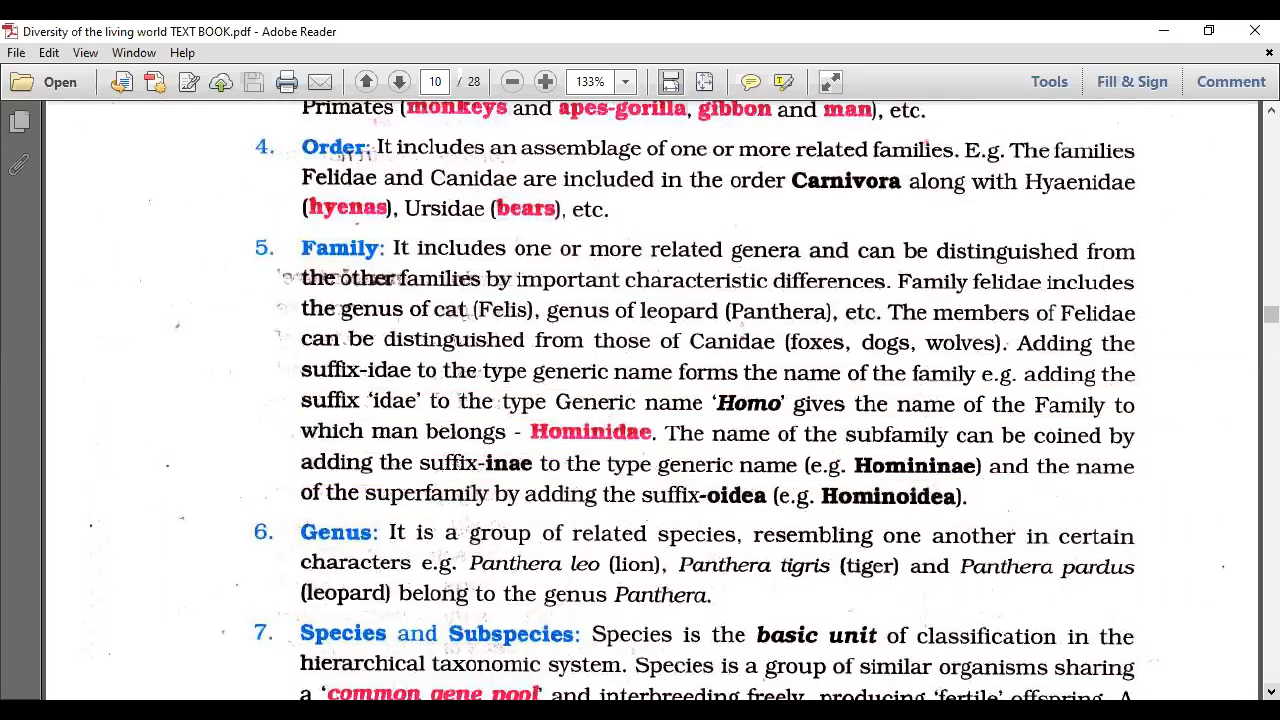 Diversity of the living world TEXT BOOK.pdf - Adobe Reader
File Edit View Window Help
Open 10 / 28 133% Tools Fill & Sign Comment
Primates (monkeys and apes-gorilla, gibbon and man), etc.
4. Order: It includes an assemblage of one or more related families. E.g. The families
Felidae and Canidae are included in the order Carnivora along with Hyaenidae
(hyenas), Ursidae (bears), etc.
5. Family: It includes one or more related genera and can be distinguished from
the other families by important characteristic differences. Family felidae includes
the genus of cat (Felis), genus of leopard (Panthera), etc. The members of Felidae
can be distinguished from those of Canidae (foxes, dogs, wolves). Adding the
suffix-idae to the type generic name forms the name of the family e.g. adding the
suffix 'idae' to the type Generic name 'Homo' gives the name of the Family to
which man belongs - Hominidae. The name of the subfamily can be coined by
adding the suffix-inae to the type generic name (e.g. Homininae) and the name
of the superfamily by adding the suffix-oidea (e.g. Hominoidea).
6. Genus: It is a group of related species, resembling one another in certain
characters e.g. Panthera leo (lion), Panthera tigris (tiger) and Panthera pardus
(leopard) belong to the genus Panthera.
7. Species and Subspecies: Species is the basic unit of classification in the
hierarchical taxonomic system. Species is a group of similar organisms sharing
a 'common gene pool' and interbreeding freely, producing 'fertile' offspring. A